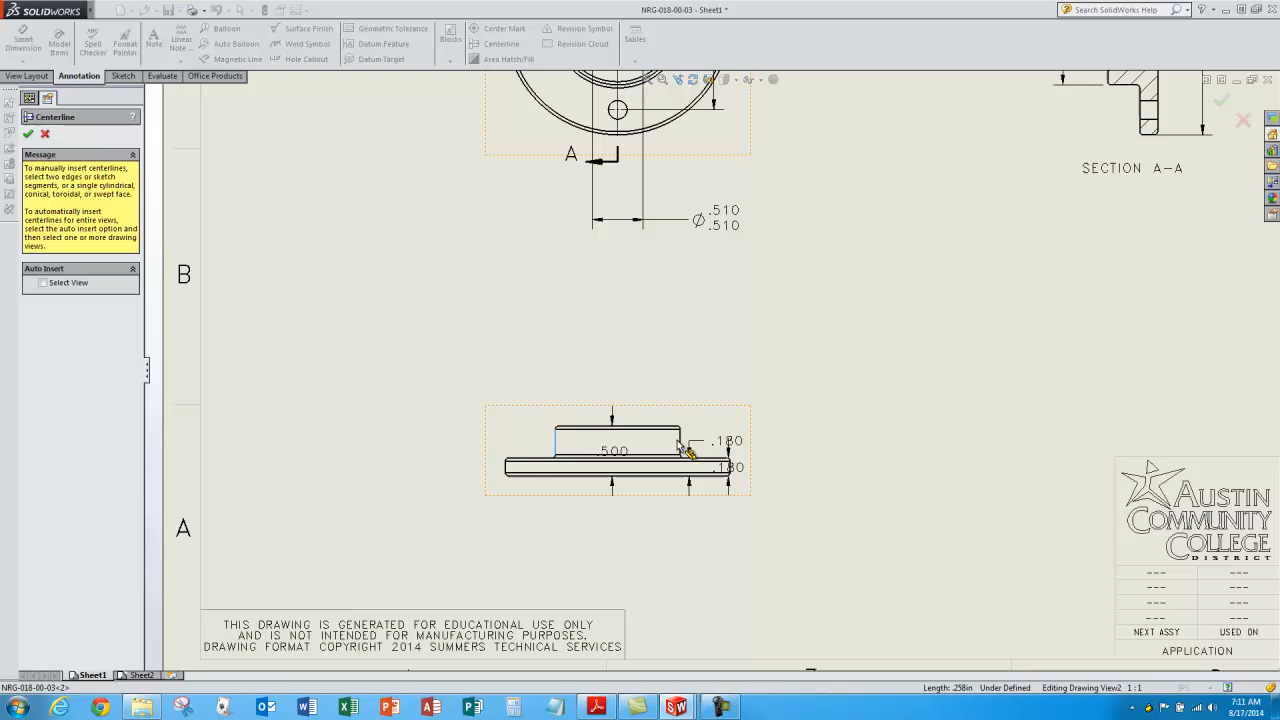 SOLIDWORKS
NRG-018-00-03 - Sheet1 *
Search SolidWorks Help
Smart Dimension
Model Items
Spell Checker
Format Painter
Note
Linear Note...
Balloon
Auto Balloon
Magnetic Line
Surface Finish
Weld Symbol
Hole Callout
Geometric Tolerance
Datum Feature
Datum Target
Blocks
Center Mark
Centerline
Area Hatch/Fill
Revision Symbol
Revision Cloud
Tables
View Layout Annotation Sketch Evaluate Office Products
Centerline ?
Message
To manually insert centerlines,
select two edges or sketch
segments, or a single cylindrical,
conical, toroidal, or swept face.
To automatically insert
centerlines for entire views,
select the auto insert option and
then select one or more drawing
views.
Auto Insert
Select View
A
SECTION A-A
∅ .510
.510
B
.500
.180
.180
A
AUSTIN
COMMUNITY
COLLEGE
DISTRICT
--- ---
--- ---
--- ---
--- ---
NEXT ASSY USED ON
APPLICATION
THIS DRAWING IS GENERATED FOR EDUCATIONAL USE ONLY
AND IS NOT INTENDED FOR MANUFACTURING PURPOSES.
DRAWING FORMAT COPYRIGHT 2014 SUMMERS TECHNICAL SERVICES
Sheet1 Sheet2
NRG-018-00-03<2> Length: .258in Under Defined Editing Drawing View2 1 : 1 IPS
7:11 AM
8/17/2014